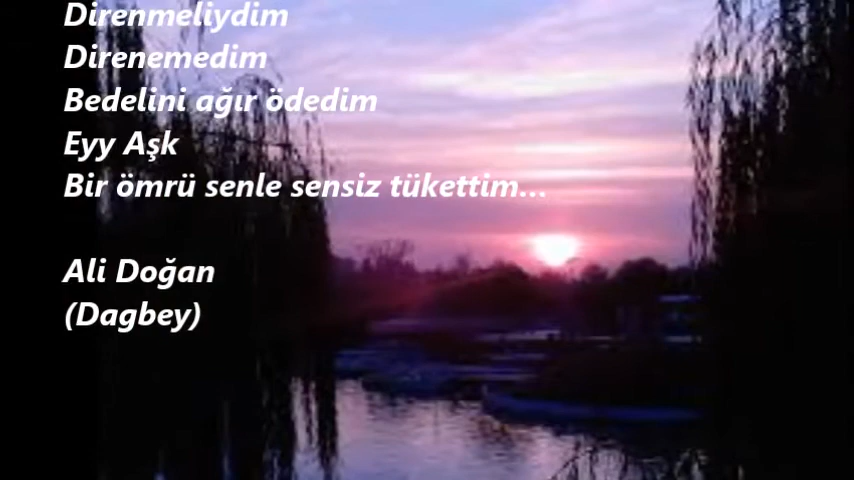 Direnmeliydim
Direnemedim
Bedelini ağır ödedim
Eyy Aşk
Bir ömrü senle sensiz tükettim...
Ali Doğan
(Dagbey)